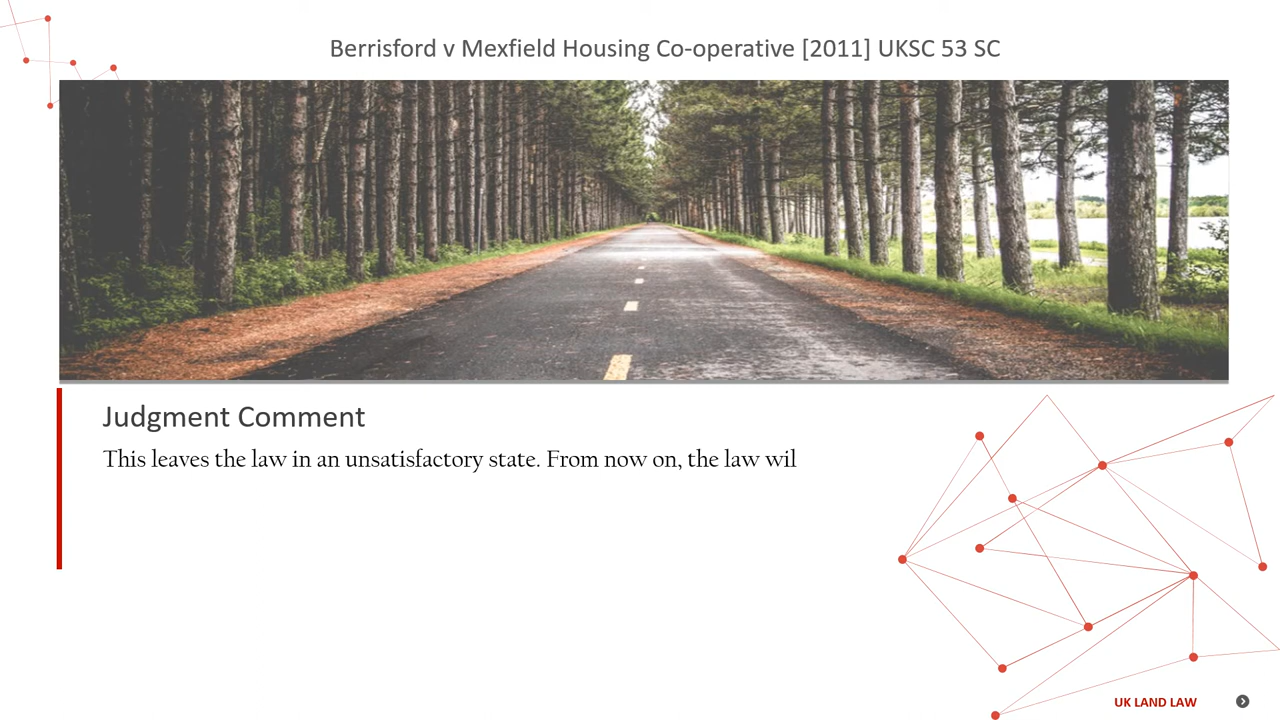 Berrisford v Mexfield Housing Co-operative [2011] UKSC 53 SC
Judgment Comment
This leaves the law in an unsatisfactory state. From now on, the law wil
UK LAND LAW